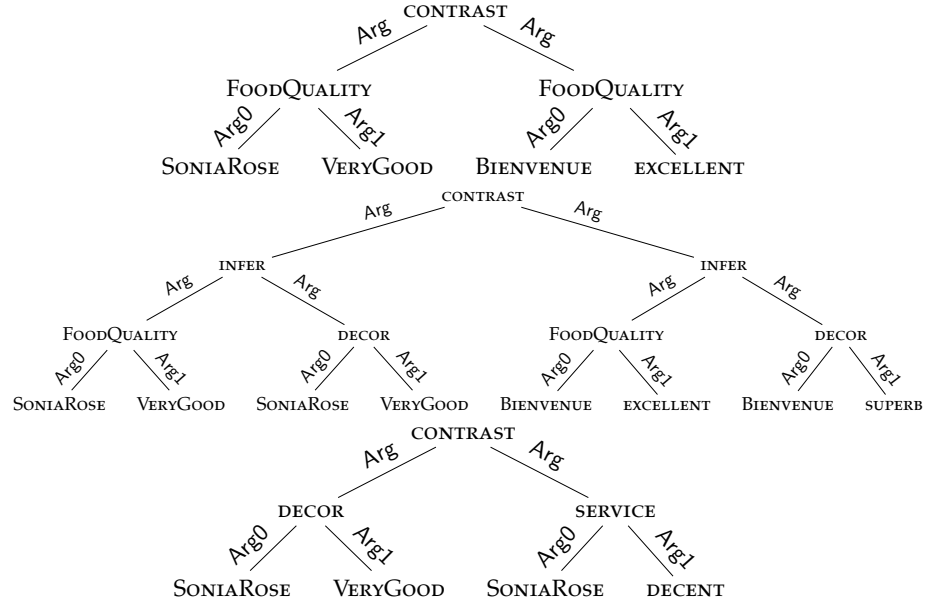 CONTRAST
Arg Arg
FOODQUALITY FOODQUALITY
Arg0 Arg1 Arg0 Arg1
SONIAROSE VERYGOOD BIENVENUE EXCELLENT
CONTRAST
Arg Arg
INFER INFER
Arg Arg Arg Arg
FOODQUALITY DECOR FOODQUALITY DECOR
Arg0 Arg1 Arg0 Arg1 Arg0 Arg1 Arg0 Arg1
SONIAROSE VERYGOOD SONIAROSE VERYGOOD BIENVENUE EXCELLENT BIENVENUE SUPERB
CONTRAST
Arg Arg
DECOR SERVICE
Arg0 Arg1 Arg0 Arg1
SONIAROSE VERYGOOD SONIAROSE DECENT